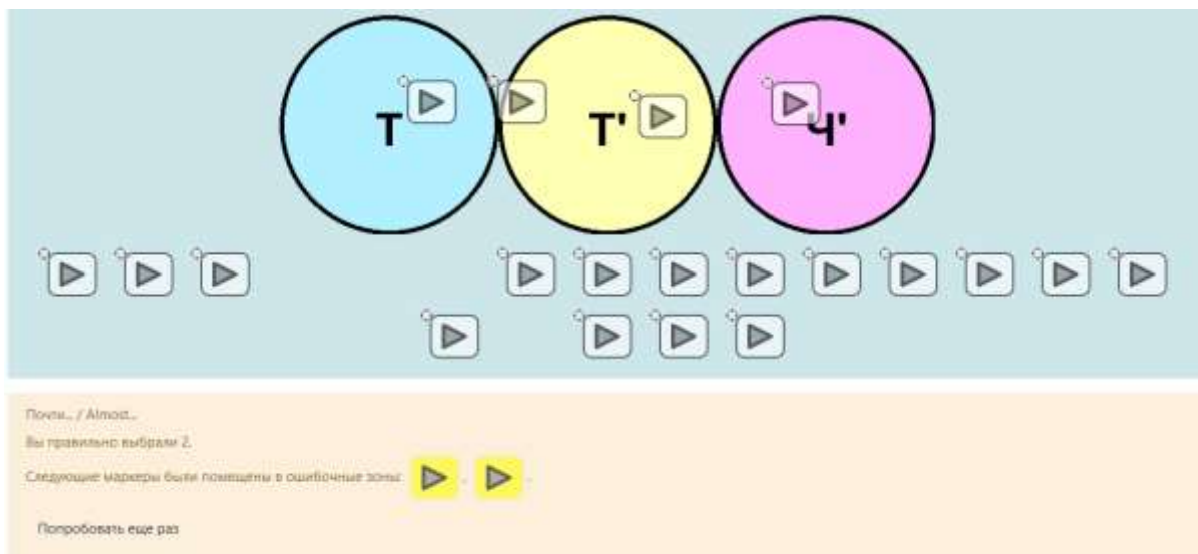 Т Т' Ч'
Почти... / Almost...
Вы правильно выбрали 2.
Следующие маркеры были помещены в ошибочные зоны: , .
Попробовать еще раз